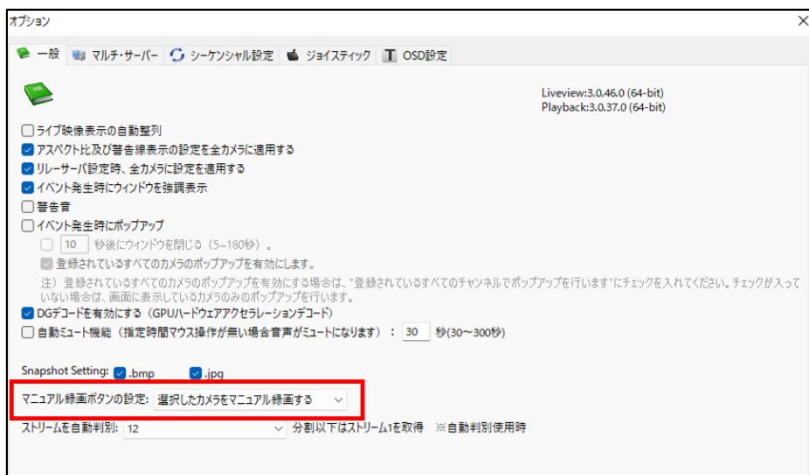 オプション
一般 マルチ・サーバー シーケンシャル設定 ジョイスティック OSD設定
Liveview:3.0.46.0 (64-bit)
Playback:3.0.37.0 (64-bit)
ライブ映像表示の自動整列
アスペクト比及び警告線表示の設定を全カメラに適用する
リレーサーバ設定時、全カメラに設定を適用する
イベント発生時にウィンドウを強調表示
警告音
イベント発生時にポップアップ
10 秒後にウィンドウを閉じる (5~180秒) 。
登録されているすべてのカメラのポップアップを有効にします。
注）登録されているすべてのカメラのポップアップを有効にする場合は、"登録されているすべてのチャンネルでポップアップを行います"にチェックを入れてください。チェックが入って
いない場合は、画面に表示しているカメラのみのポップアップを行います。
DGデコードを有効にする（GPUハードウェアアクセラレーションデコード）
自動ミュート機能（指定時間マウス操作が無い場合音声がミュートになります）： 30 秒(30～300秒)
Snapshot Setting: .bmp .jpg
マニュアル録画ボタンの設定: 選択したカメラをマニュアル録画する
ストリームを自動判別: 12 分割以下はストリーム1を取得 ※自動判別使用時